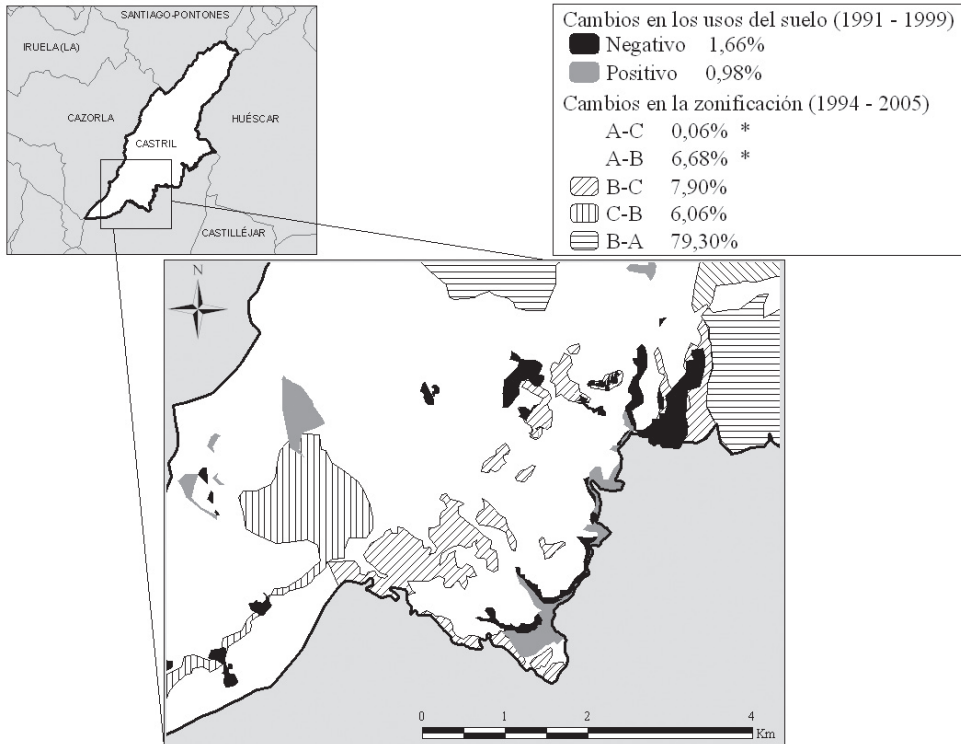 SANTIAGO-PONTONES
IRUELA(LA)
CAZORLA
HUÉSCAR
CASTRIL
CASTILLÉJAR
Cambios en los usos del suelo (1991 - 1999)
Negativo 1,66%
Positivo 0,98%
Cambios en la zonificación (1994 - 2005)
A-C 0,06% *
A-B 6,68% *
B-C 7,90%
C-B 6,06%
B-A 79,30%
N
0 1 2 4
Km